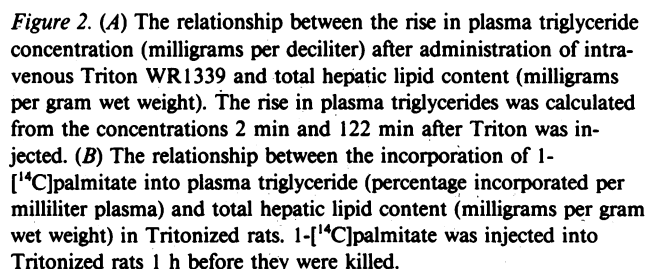 Figure 2. (A) The relationship between the rise in plasma triglyceride
concentration (milligrams per deciliter) after administration of intra-
venous Triton WR1339 and total hepatic lipid content (milligrams
per gram wet weight). The rise in plasma triglycerides was calculated
from the concentrations 2 min and 122 min after Triton was in-
jected. (B) The relationship between the incorporation of 1-
[¹⁴C]palmitate into plasma triglyceride (percentage incorporated per
milliliter plasma) and total hepatic lipid content (milligrams per gram
wet weight) in Tritonized rats. 1-[¹⁴C]palmitate was injected into
Tritonized rats 1 h before they were killed.